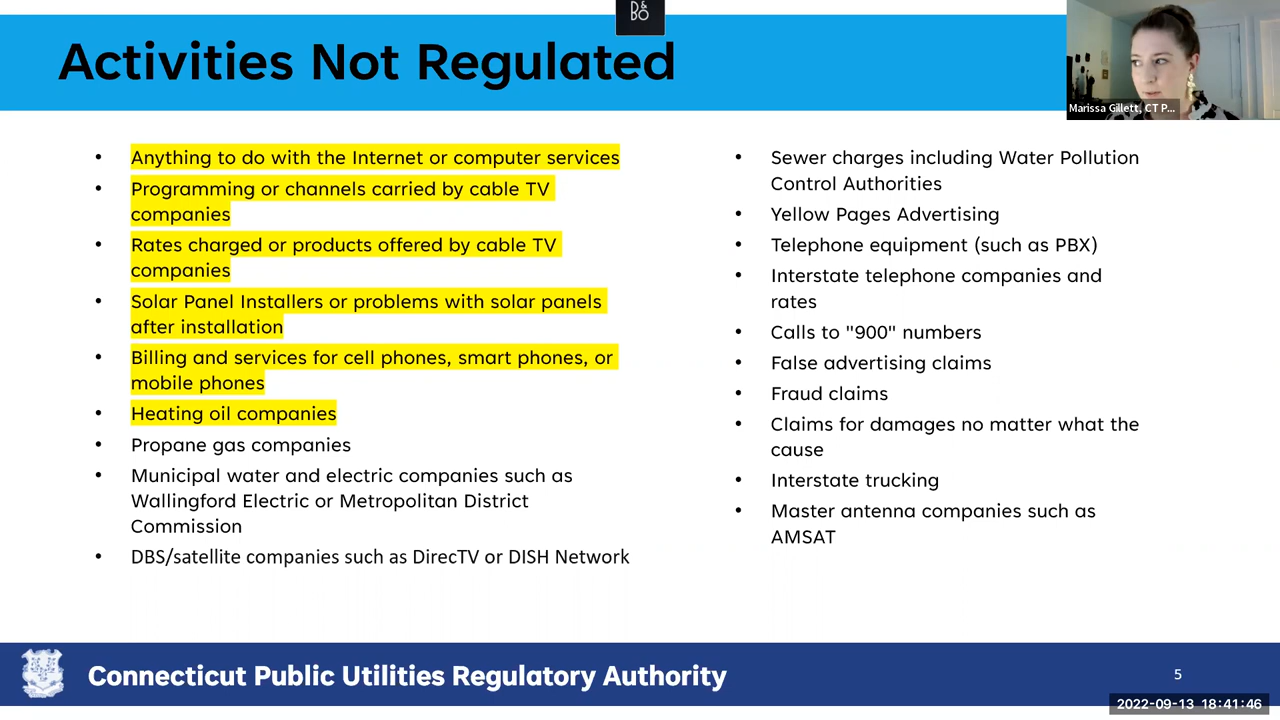 B&O
Activities Not Regulated
Marissa Gillett, CT P...
• Anything to do with the Internet or computer services
• Programming or channels carried by cable TV
companies
• Rates charged or products offered by cable TV
companies
• Solar Panel Installers or problems with solar panels
after installation
• Billing and services for cell phones, smart phones, or
mobile phones
• Heating oil companies
• Propane gas companies
• Municipal water and electric companies such as
Wallingford Electric or Metropolitan District
Commission
• DBS/satellite companies such as DirecTV or DISH Network
• Sewer charges including Water Pollution
Control Authorities
• Yellow Pages Advertising
• Telephone equipment (such as PBX)
• Interstate telephone companies and
rates
• Calls to "900" numbers
• False advertising claims
• Fraud claims
• Claims for damages no matter what the
cause
• Interstate trucking
• Master antenna companies such as
AMSAT
Connecticut Public Utilities Regulatory Authority
5
2022-09-13 18:41:46